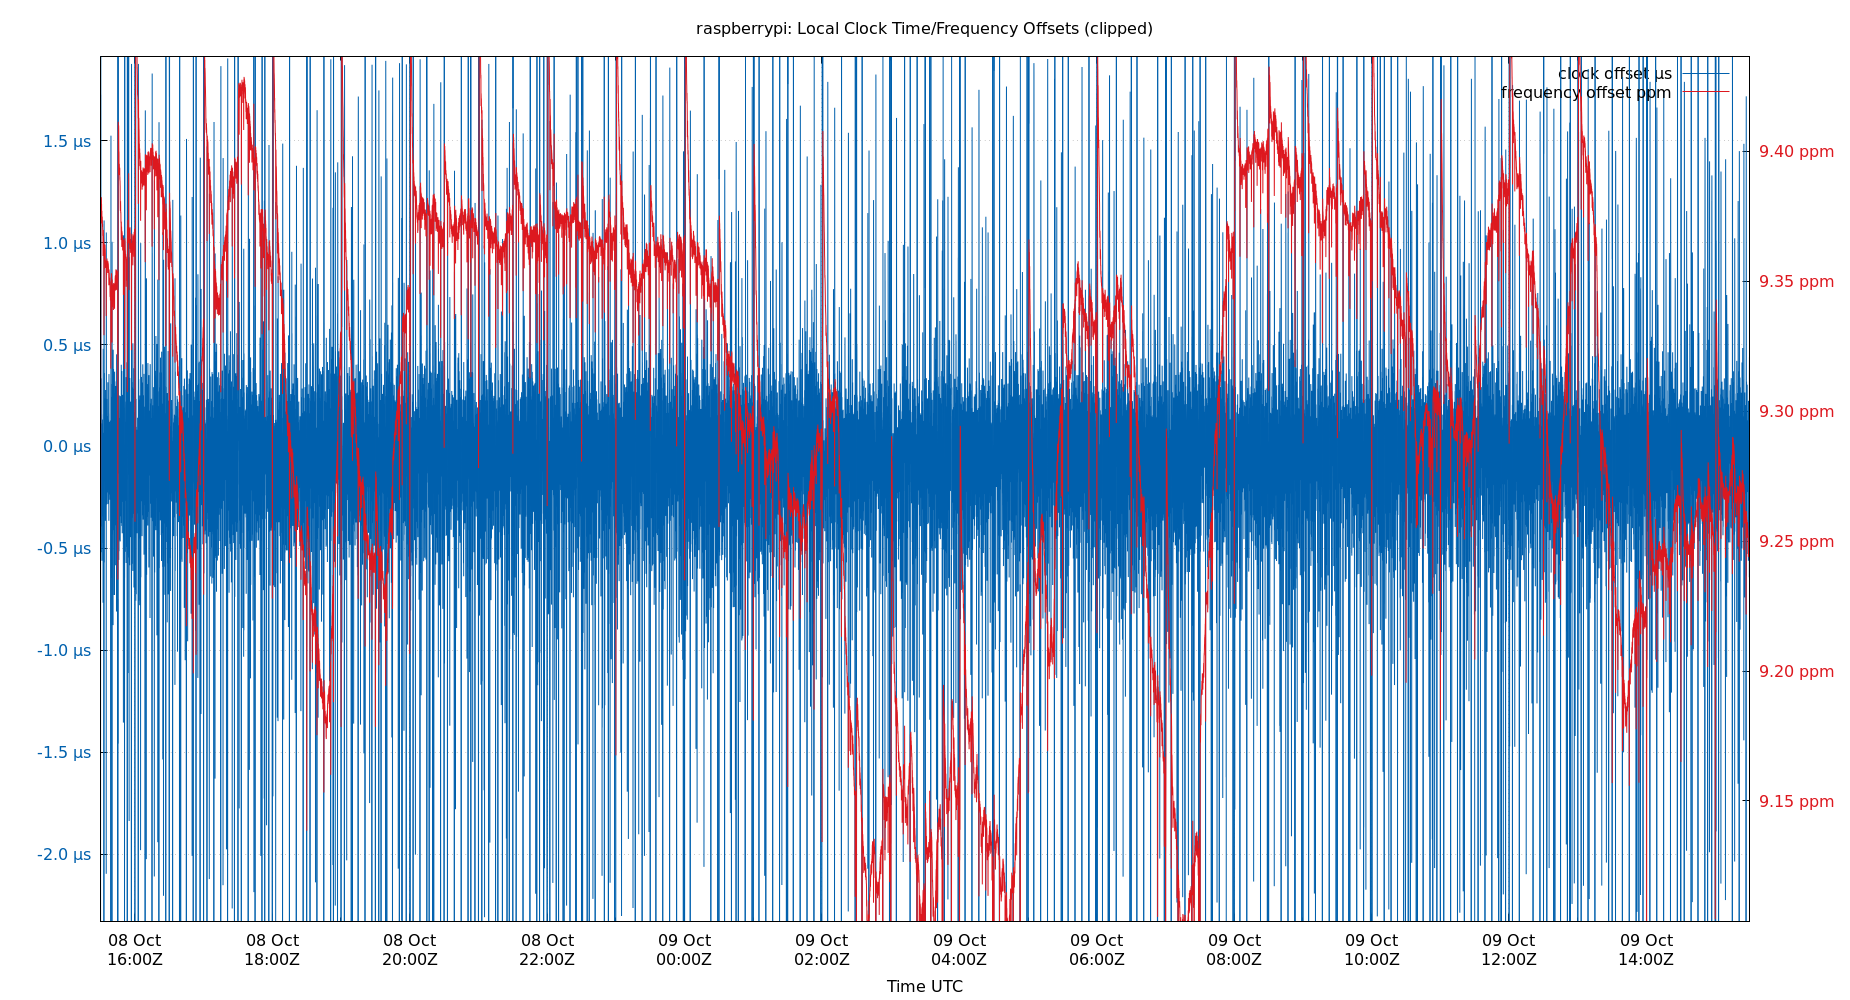 raspberrypi: Local Clock Time/Frequency Offsets (clipped)
clock offset µs
frequency offset ppm
1.5 µs
1.0 µs
0.5 µs
0.0 µs
-0.5 µs
-1.0 µs
-1.5 µs
-2.0 µs
9.40 ppm
9.35 ppm
9.30 ppm
9.25 ppm
9.20 ppm
9.15 ppm
08 Oct 08 Oct 08 Oct 08 Oct 09 Oct 09 Oct 09 Oct 09 Oct 09 Oct 09 Oct 09 Oct 09 Oct
16:00Z 18:00Z 20:00Z 22:00Z 00:00Z 02:00Z 04:00Z 06:00Z 08:00Z 10:00Z 12:00Z 14:00Z
Time UTC